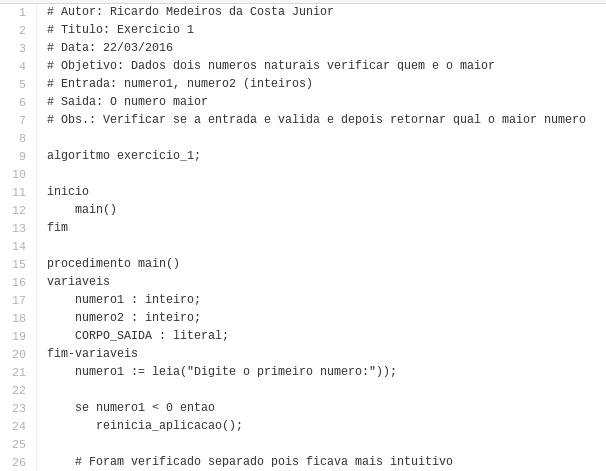 1 # Autor: Ricardo Medeiros da Costa Junior
2 # Titulo: Exercicio 1
3 # Data: 22/03/2016
4 # Objetivo: Dados dois numeros naturais verificar quem e o maior
5 # Entrada: numero1, numero2 (inteiros)
6 # Saida: O numero maior
7 # Obs.: Verificar se a entrada e valida e depois retornar qual o maior numero
8
9 algoritmo exercicio_1;
10
11 inicio
12     main()
13 fim
14
15 procedimento main()
16 variaveis
17     numero1 : inteiro;
18     numero2 : inteiro;
19     CORPO_SAIDA : literal;
20 fim-variaveis
21     numero1 := leia("Digite o primeiro numero:"));
22
23     se numero1 < 0 entao
24        reinicia_aplicacao();
25
26     # Foram verificado separado pois ficava mais intuitivo